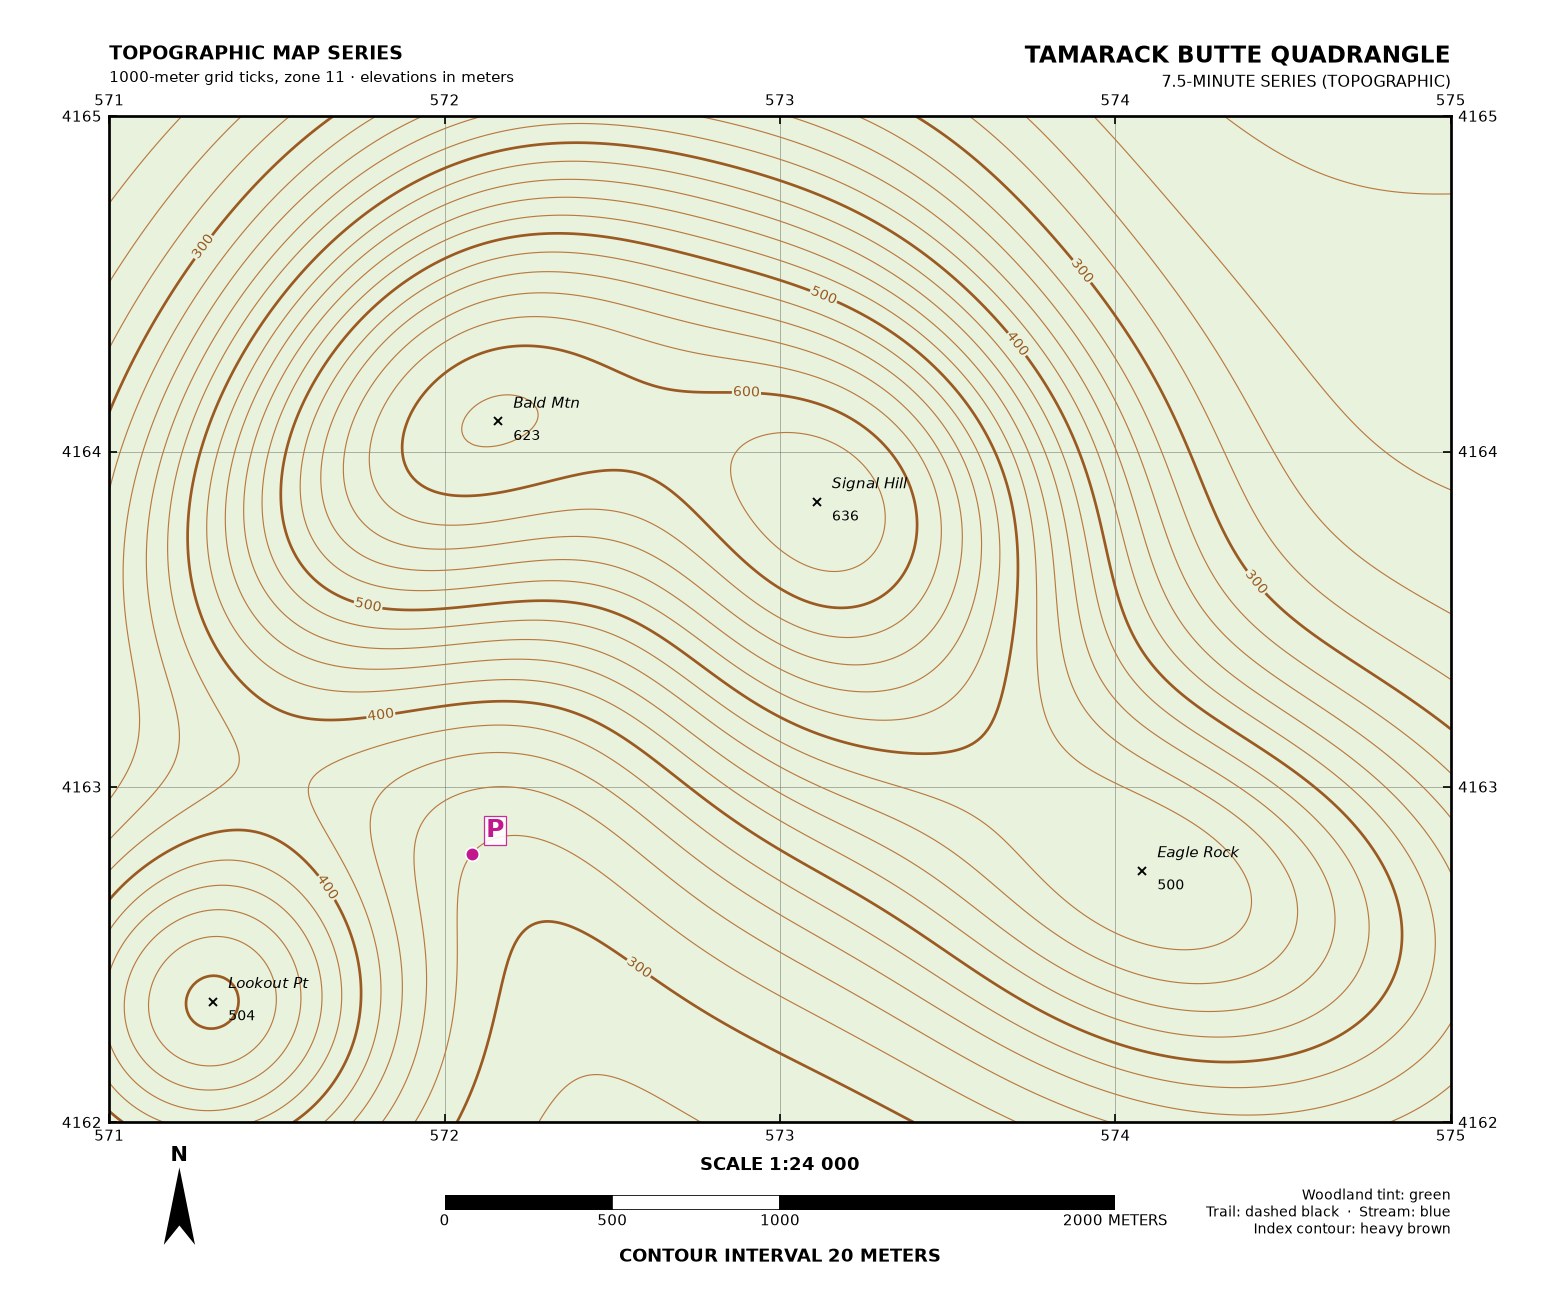 TOPOGRAPHIC MAP SERIES
1000-meter grid ticks, zone 11 · elevations in meters
TAMARACK BUTTE QUADRANGLE
7.5-MINUTE SERIES (TOPOGRAPHIC)
571 572 573 574 575
4165 4165
300
300
500
400
600
Bald Mtn
623
4164 4164
Signal Hill
636
300
500
400
4163 4163
P
Eagle Rock
500
400
300
Lookout Pt
504
4162 4162
571 572 573 574 575
N
SCALE 1:24 000
0 500 1000 2000 METERS
CONTOUR INTERVAL 20 METERS
Woodland tint: green
Trail: dashed black · Stream: blue
Index contour: heavy brown